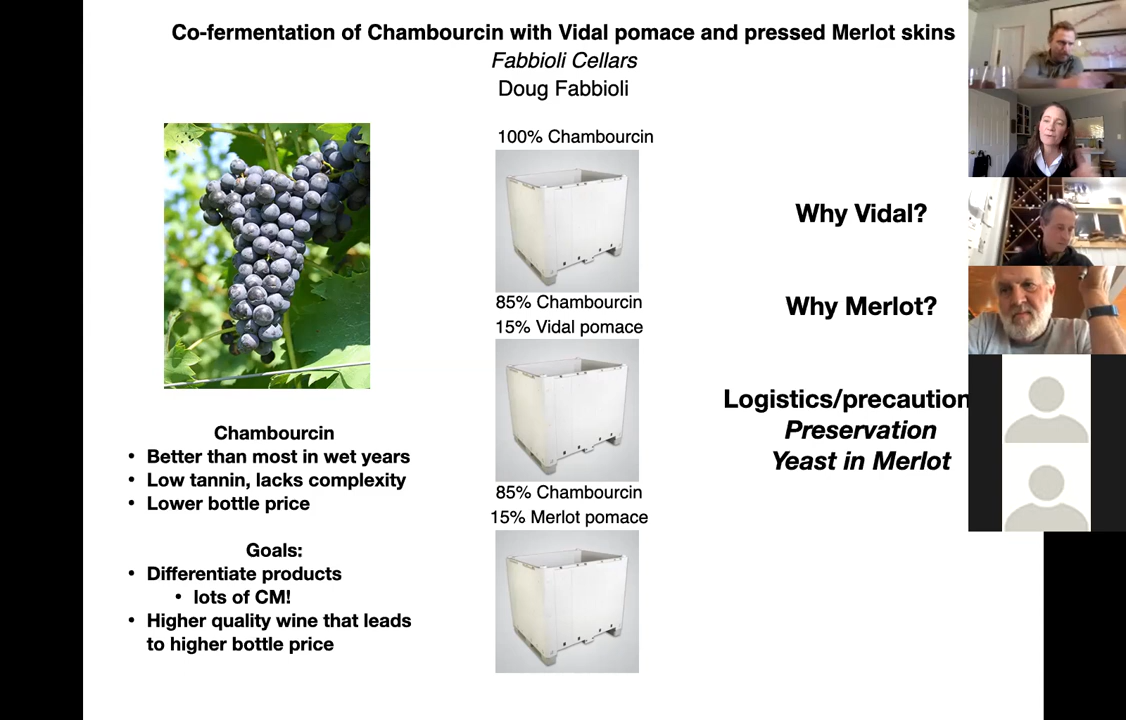 Co-fermentation of Chambourcin with Vidal pomace and pressed Merlot skins
Fabbioli Cellars
Doug Fabbioli
100% Chambourcin
85% Chambourcin
15% Vidal pomace
85% Chambourcin
15% Merlot pomace
Chambourcin
• Better than most in wet years
• Low tannin, lacks complexity
• Lower bottle price
Goals:
• Differentiate products
• lots of CM!
• Higher quality wine that leads
to higher bottle price
Why Vidal?
Why Merlot?
Logistics/precaution
Preservation
Yeast in Merlot